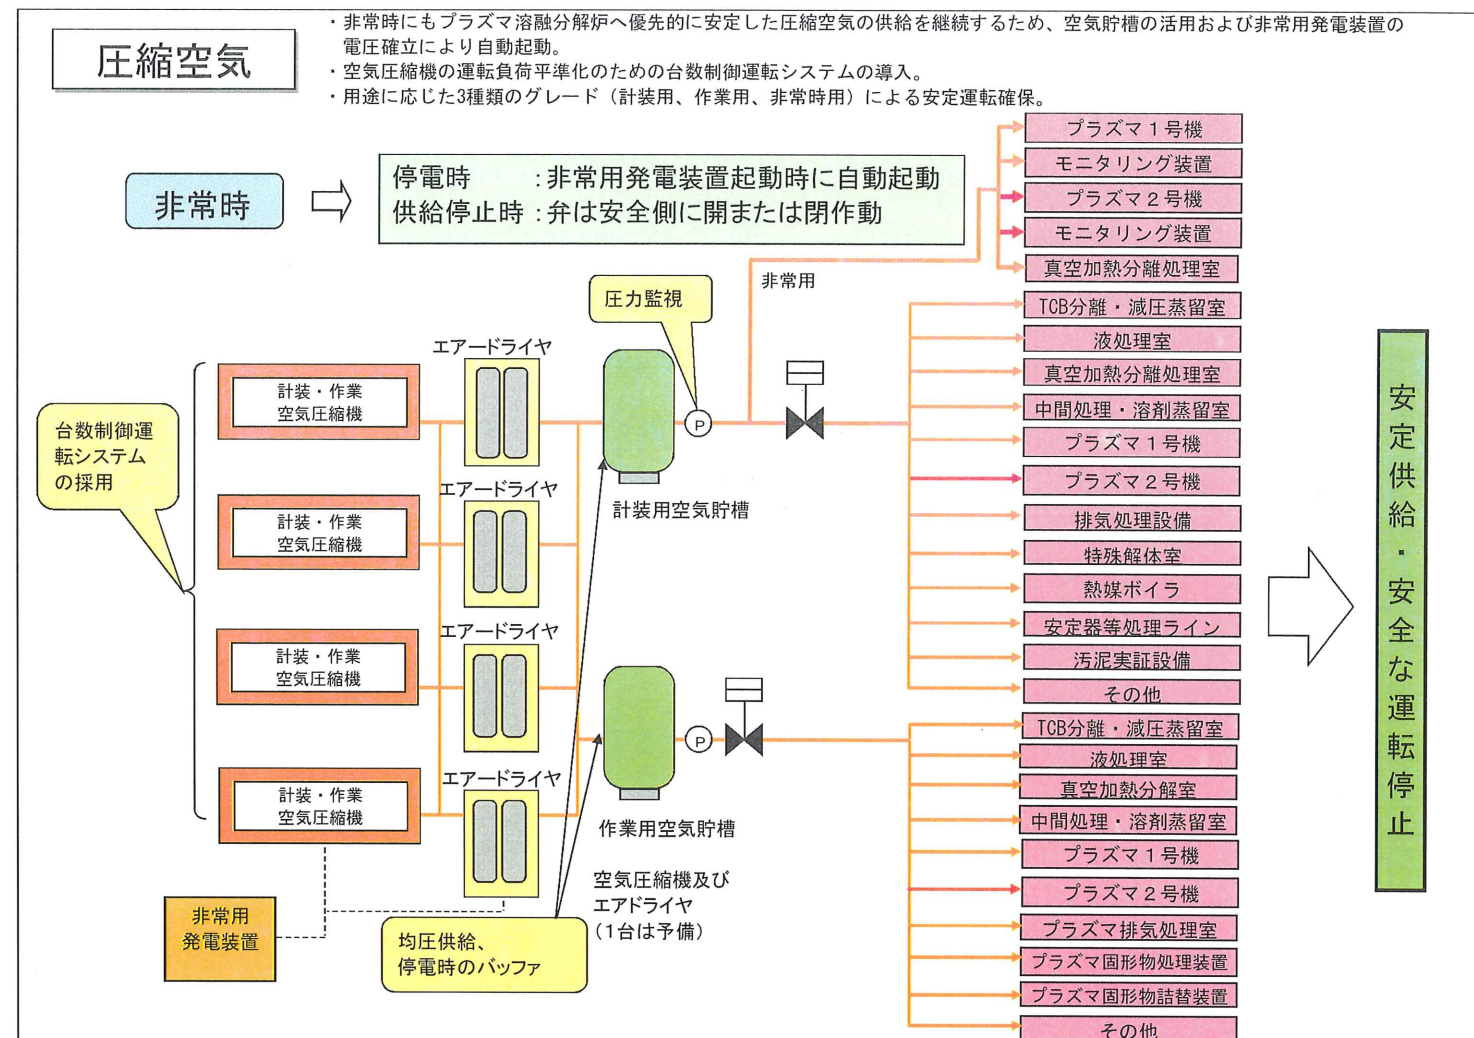 圧縮空気
・非常時にもプラズマ溶融分解炉へ優先的に安定した圧縮空気の供給を継続するため、空気貯槽の活用および非常用発電装置の
電圧確立により自動起動。
・空気圧縮機の運転負荷平準化のための台数制御運転システムの導入。
・用途に応じた3種類のグレード（計装用、作業用、非常時用）による安定運転確保。
非常時
停電時　　：非常用発電装置起動時に自動起動
供給停止時：弁は安全側に開または閉作動
プラズマ１号機
モニタリング装置
プラズマ２号機
モニタリング装置
真空加熱分離処理室
非常用
圧力監視
エアードライヤ
計装・作業
空気圧縮機
台数制御運
転システム
の採用
P
計装用空気貯槽
エアードライヤ
計装・作業
空気圧縮機
エアードライヤ
計装・作業
空気圧縮機
エアードライヤ
計装・作業
空気圧縮機
P
作業用空気貯槽
空気圧縮機及び
エアドライヤ
（1台は予備）
非常用
発電装置
均圧供給、
停電時のバッファ
TCB分離・減圧蒸留室
液処理室
真空加熱分離処理室
中間処理・溶剤蒸留室
プラズマ１号機
プラズマ２号機
排気処理設備
特殊解体室
熱媒ボイラ
安定器等処理ライン
汚泥実証設備
その他
TCB分離・減圧蒸留室
液処理室
真空加熱分解室
中間処理・溶剤蒸留室
プラズマ１号機
プラズマ２号機
プラズマ排気処理室
プラズマ固形物処理装置
プラズマ固形物詰替装置
その他
安定供給・安全な運転停止